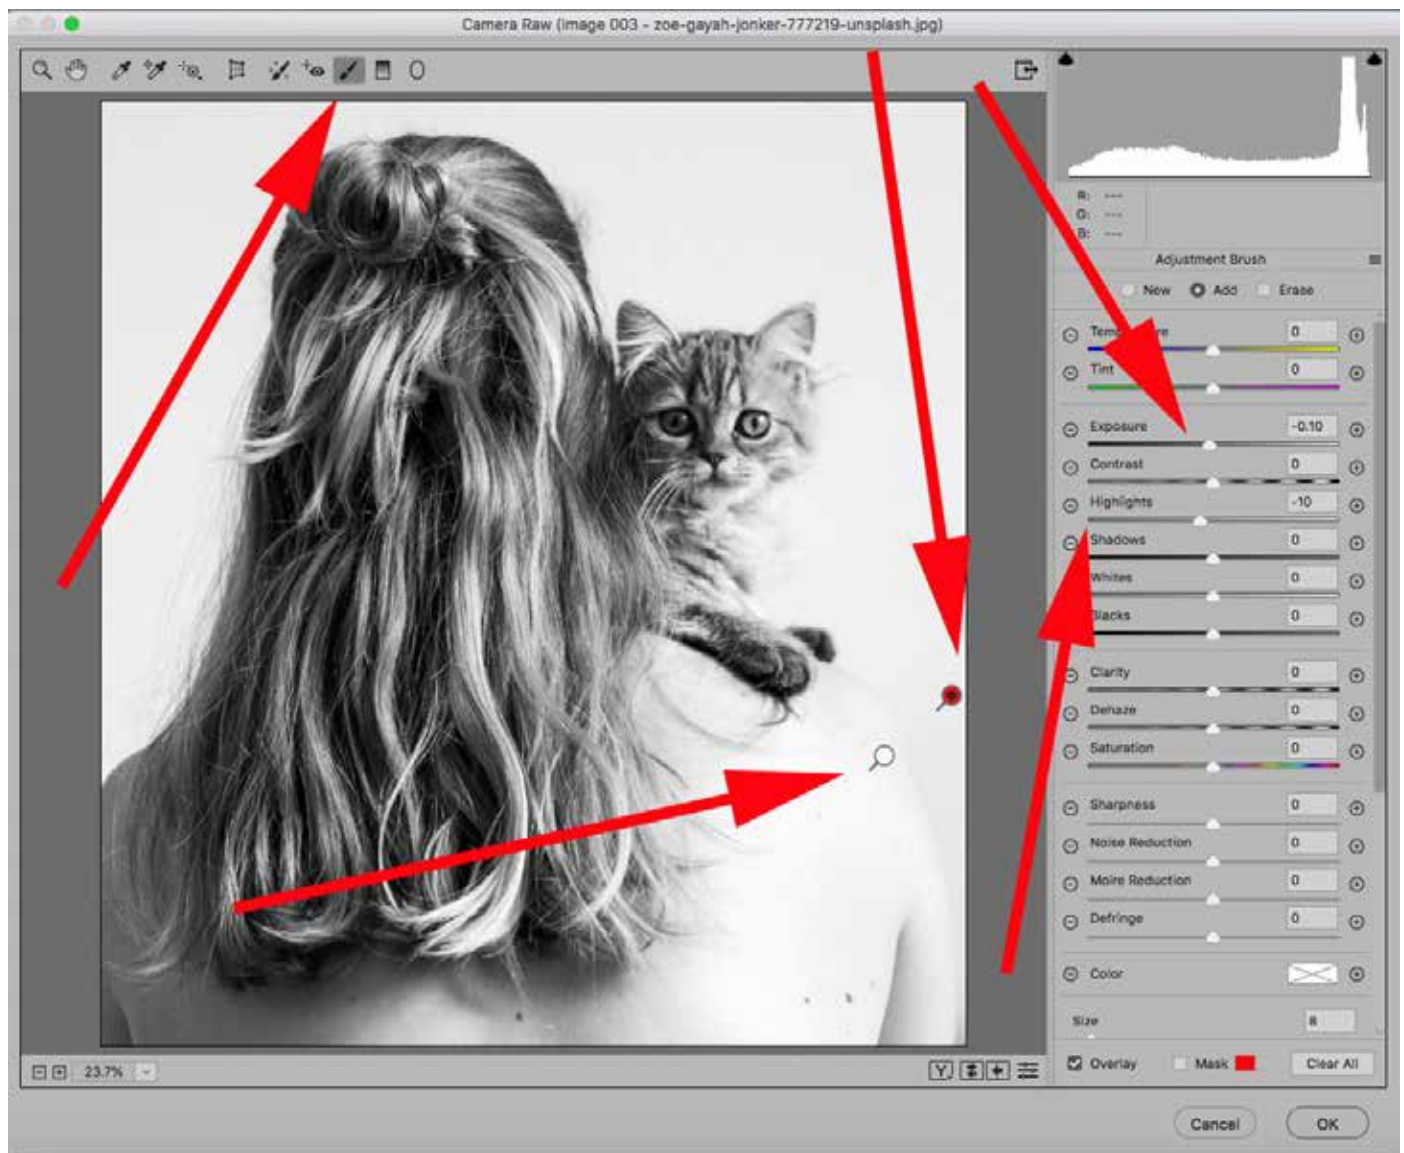 Camera Raw (Image 003 - zoe-gayah-jonker-777219-unsplash.jpg)
R: ---
G: ---
B: ---
Adjustment Brush
New Add Erase
0
Tint 0
Exposure -0.10
Contrast 0
Highlights -10
Shadows 0
Whites 0
Blacks 0
Clarity 0
Dehaze 0
Saturation 0
Sharpness 0
Noise Reduction 0
Moire Reduction 0
Defringe 0
Color
Size 8
23.7% Y
Overlay Mask Clear All
Cancel OK